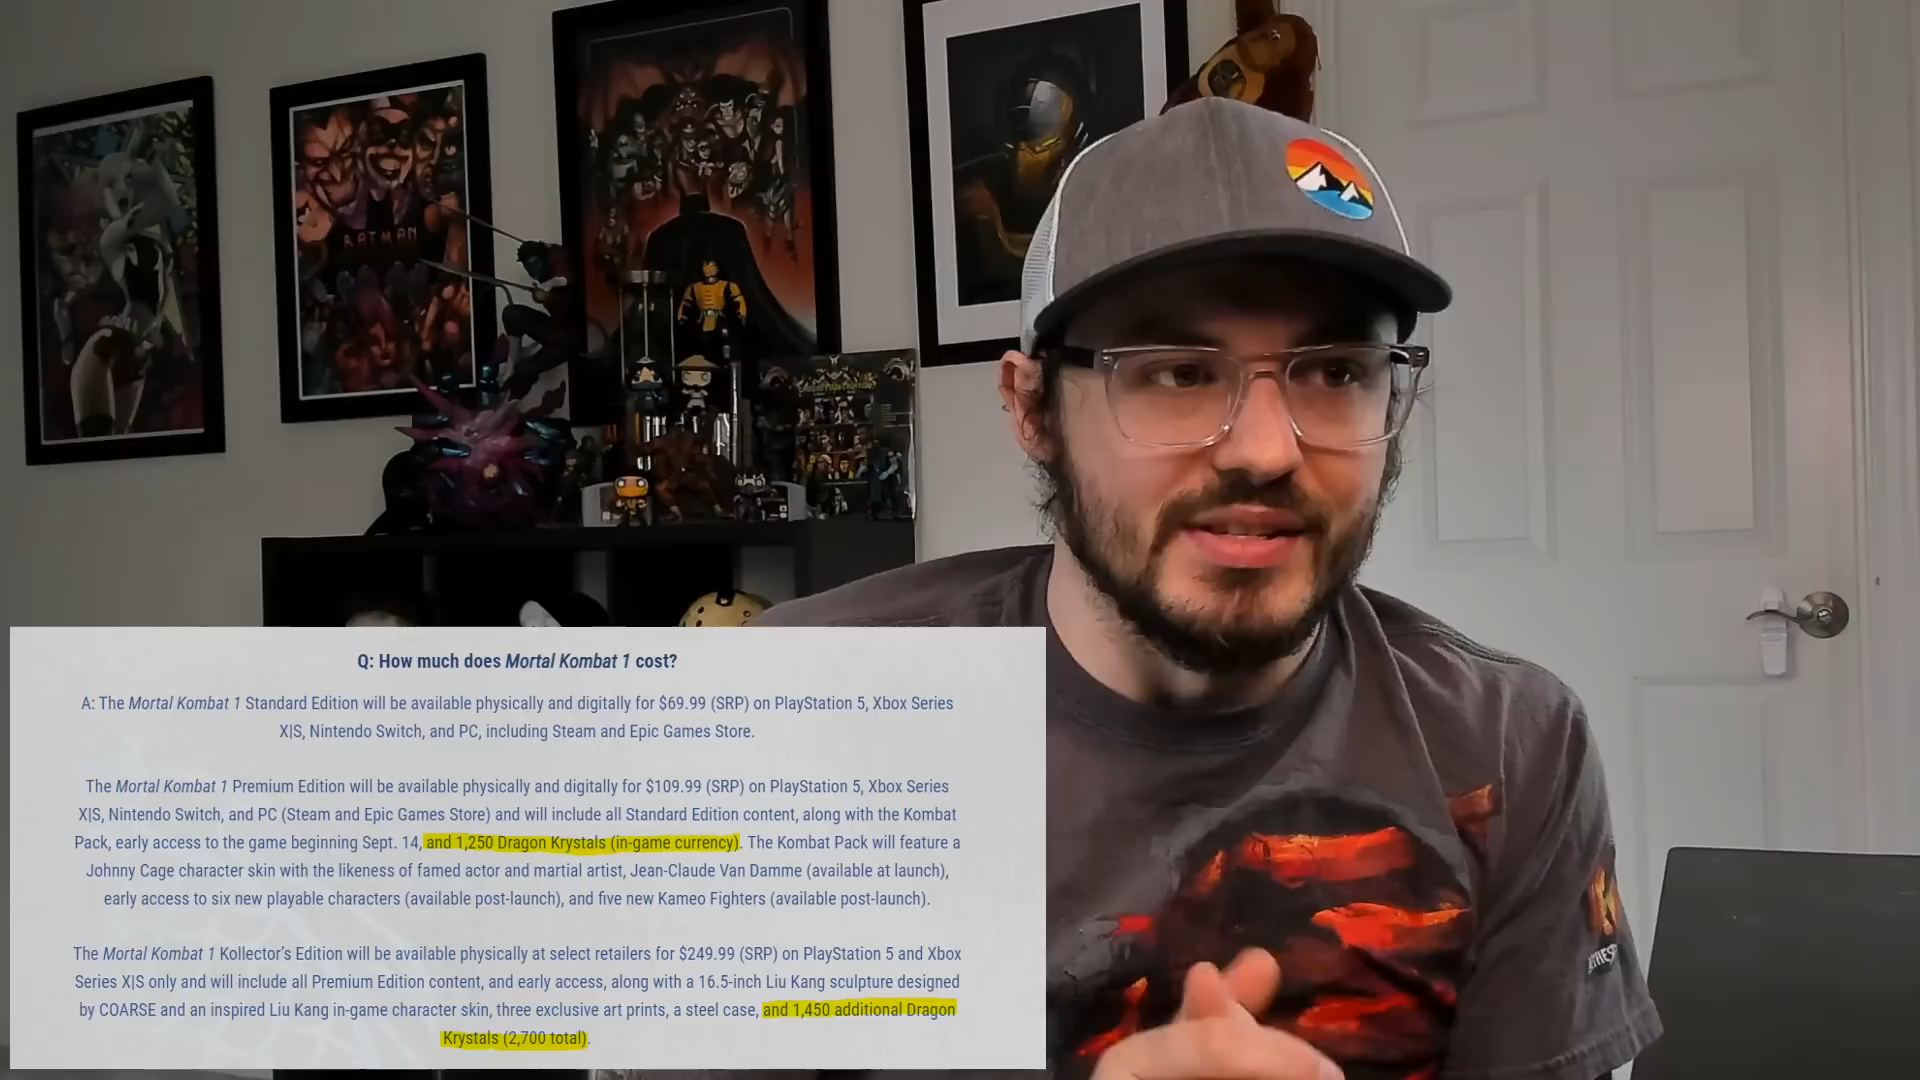 BATMAN
Q: How much does Mortal Kombat 1 cost?
A: The Mortal Kombat 1 Standard Edition will be available physically and digitally for $69.99 (SRP) on PlayStation 5, Xbox Series
X|S, Nintendo Switch, and PC, including Steam and Epic Games Store.
The Mortal Kombat 1 Premium Edition will be available physically and digitally for $109.99 (SRP) on PlayStation 5, Xbox Series
X|S, Nintendo Switch, and PC (Steam and Epic Games Store) and will include all Standard Edition content, along with the Kombat
Pack, early access to the game beginning Sept. 14, and 1,250 Dragon Krystals (in-game currency). The Kombat Pack will feature a
Johnny Cage character skin with the likeness of famed actor and martial artist, Jean-Claude Van Damme (available at launch),
early access to six new playable characters (available post-launch), and five new Kameo Fighters (available post-launch).
The Mortal Kombat 1 Kollector's Edition will be available physically at select retailers for $249.99 (SRP) on PlayStation 5 and Xbox
Series X|S only and will include all Premium Edition content, and early access, along with a 16.5-inch Liu Kang sculpture designed
by COARSE and an inspired Liu Kang in-game character skin, three exclusive art prints, a steel case, and 1,450 additional Dragon
Krystals (2,700 total).